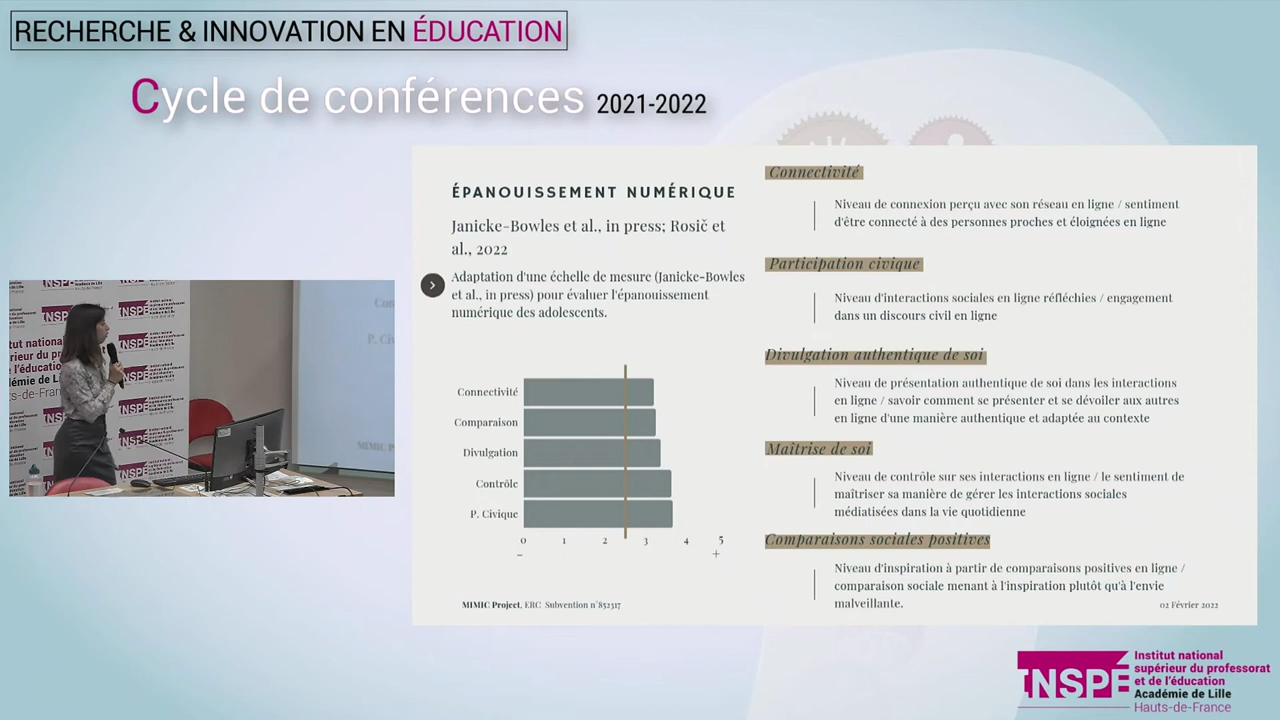 RECHERCHE & INNOVATION EN ÉDUCATION
Cycle de conférences 2021-2022
ÉPANOUISSEMENT NUMÉRIQUE
Janicke-Bowles et al., in press; Rosič et
al., 2022
Adaptation d'une échelle de mesure (Janicke-Bowles
et al., in press) pour évaluer l'épanouissement
numérique des adolescents.
Connectivité
Comparaison
Divulgation
Contrôle
P. Civique
0 1 2 3 4 5
– +
MIMIC Project, ERC Subvention n°852317
Connectivité
Niveau de connexion perçu avec son réseau en ligne / sentiment
d'être connecté à des personnes proches et éloignées en ligne
Participation civique
Niveau d'interactions sociales en ligne réfléchies / engagement
dans un discours civil en ligne
Divulgation authentique de soi
Niveau de présentation authentique de soi dans les interactions
en ligne / savoir comment se présenter et se dévoiler aux autres
en ligne d'une manière authentique et adaptée au contexte
Maîtrise de soi
Niveau de contrôle sur ses interactions en ligne / le sentiment de
maîtriser sa manière de gérer les interactions sociales
médiatisées dans la vie quotidienne
Comparaisons sociales positives
Niveau d'inspiration à partir de comparaisons positives en ligne /
comparaison sociale menant à l'inspiration plutôt qu'à l'envie
malveillante.
02 Février 2022
INSPÉ
Institut national
supérieur du professorat
et de l'éducation
Académie de Lille
Hauts-de-France